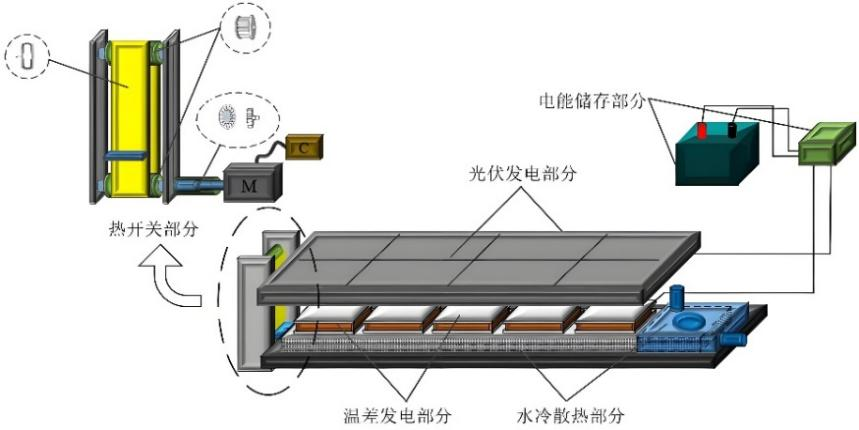 电能储存部分
C
M
光伏发电部分
热开关部分
温差发电部分
水冷散热部分